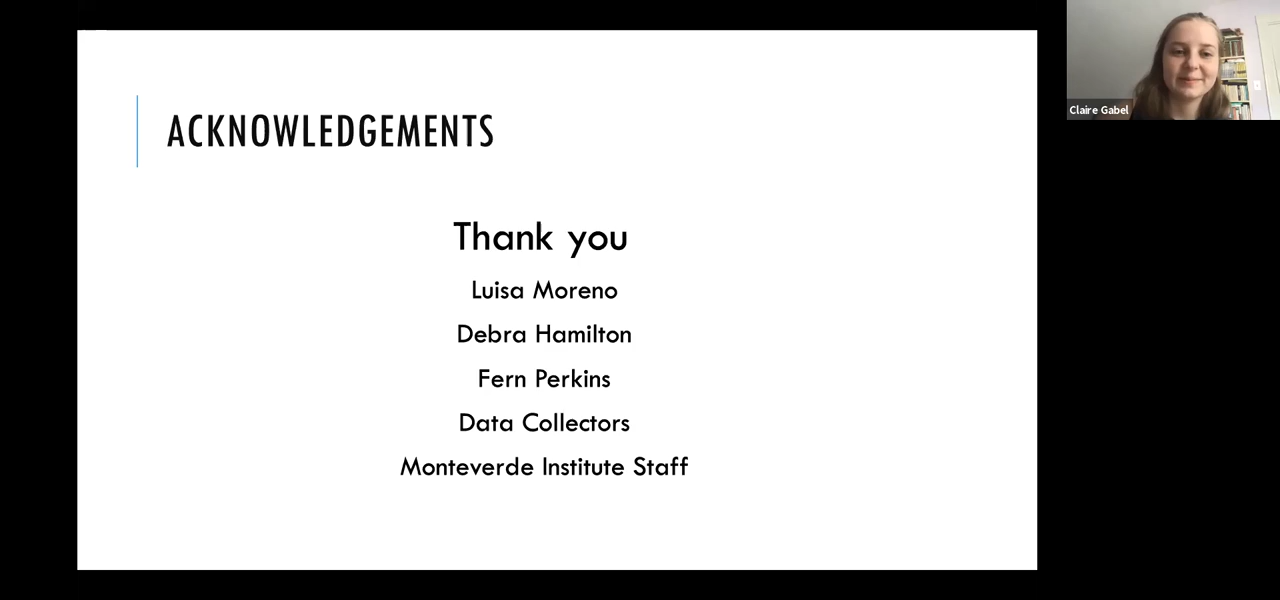 ACKNOWLEDGEMENTS
Thank you
Luisa Moreno
Debra Hamilton
Fern Perkins
Data Collectors
Monteverde Institute Staff
Claire Gabel